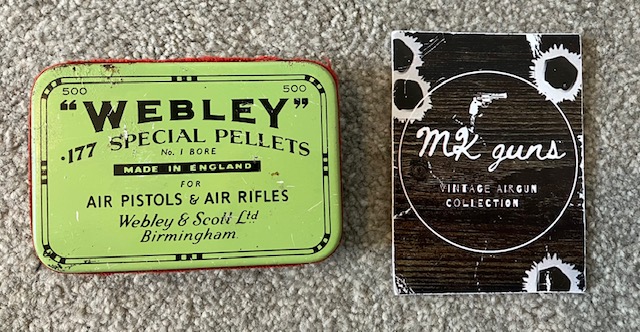 500 500
"WEBLEY"
.177 SPECIAL PELLETS
No. 1 BORE
MADE IN ENGLAND
FOR
AIR PISTOLS & AIR RIFLES
Webley & Scott Ltd
Birmingham
MK guns
VINTAGE AIRGUN
COLLECTION